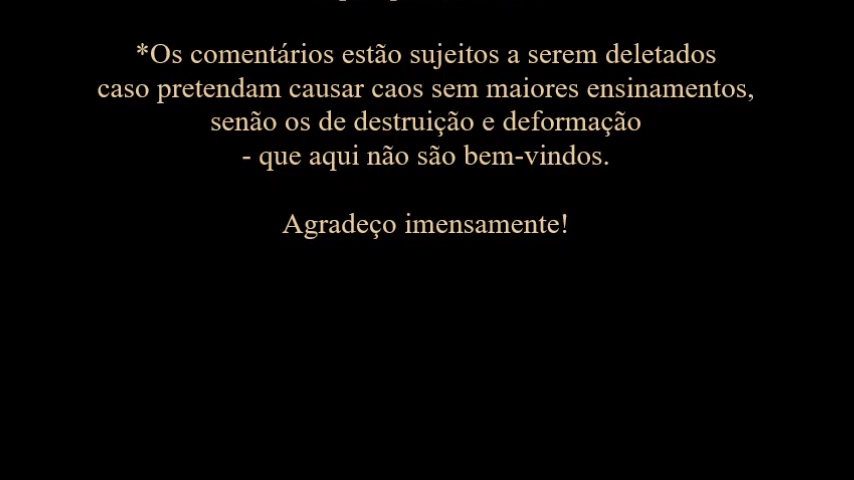 *Os comentários estão sujeitos a serem deletados
caso pretendam causar caos sem maiores ensinamentos,
senão os de destruição e deformação
- que aqui não são bem-vindos.
Agradeço imensamente!